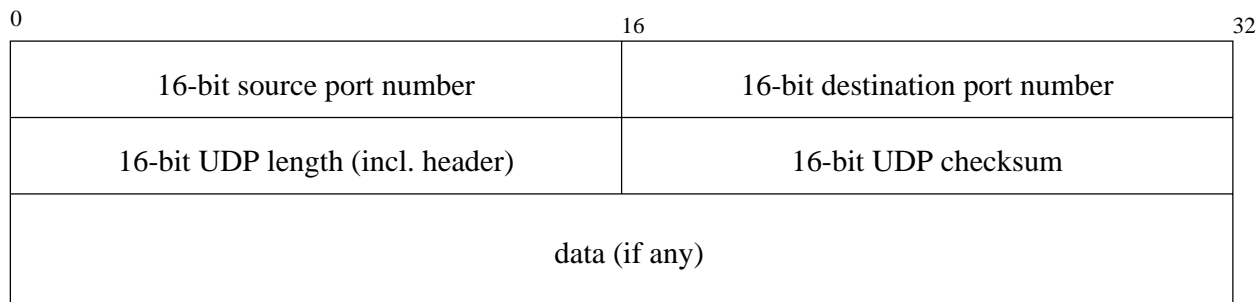 0 16 32
16-bit source port number 16-bit destination port number
16-bit UDP length (incl. header) 16-bit UDP checksum
data (if any)